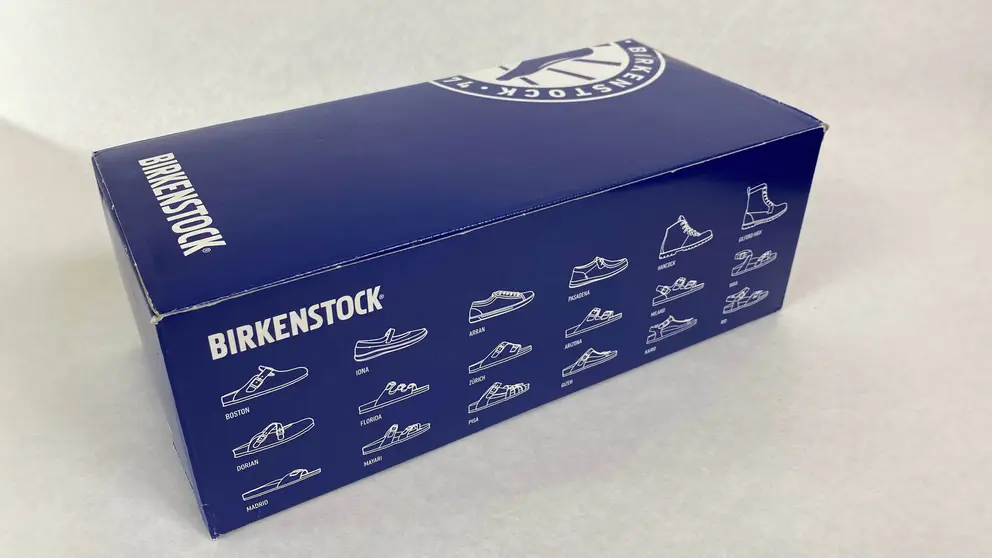 BIRKENSTOCK • 74
BIRKENSTOCK®
BIRKENSTOCK®
BOSTON
DORIAN
MADRID
IONA
FLORIDA
MAYARI
ARRAN
ZÜRICH
PISA
PASADENA
ARIZONA
GIZEH
HANCOCK
MILANO
KAIRO
GILFORD HIGH
RIO